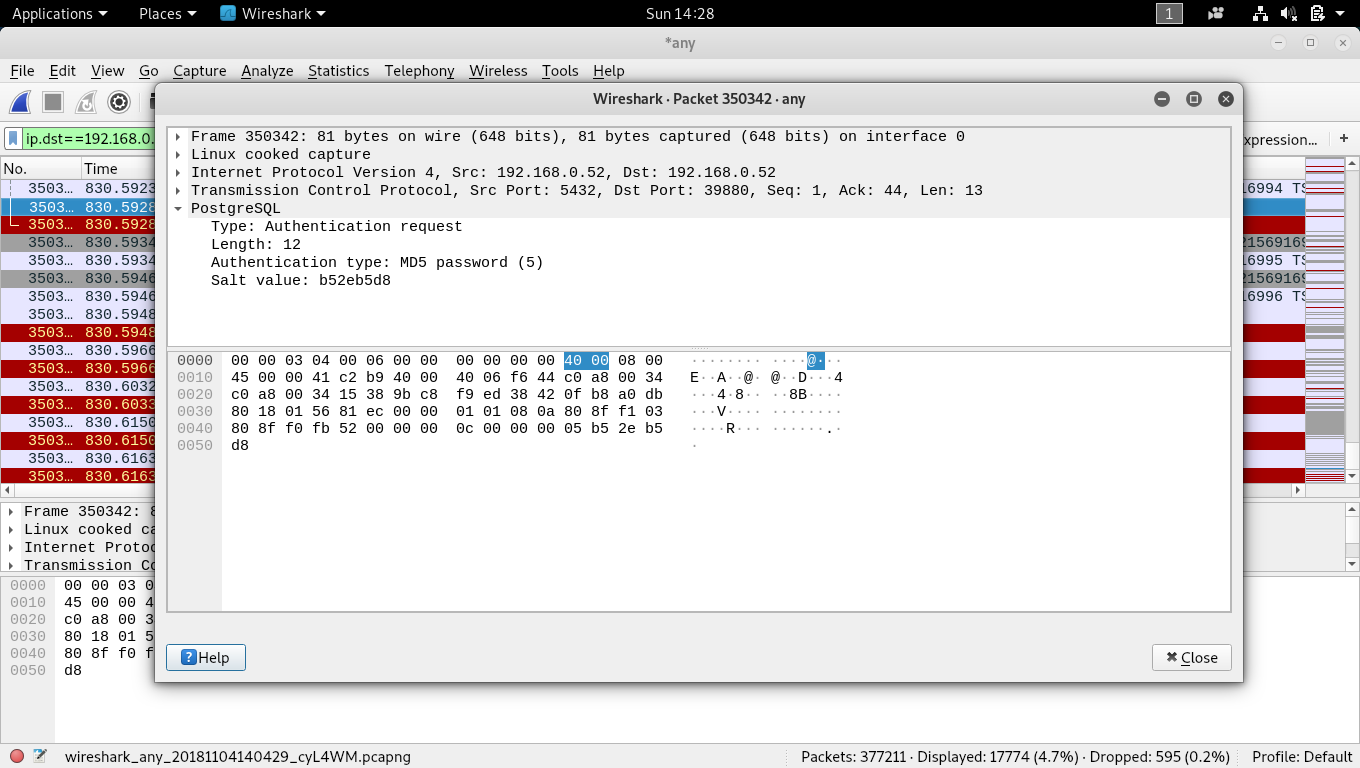 Applications Places Wireshark Sun 14:28 1
*any
File Edit View Go Capture Analyze Statistics Telephony Wireless Tools Help
Wireshark · Packet 350342 · any
ip.dst==192.168.0. xpression... +
No. Time
3503… 830.5923 16994 TS
3503… 830.5928
3503… 830.5928
3503… 830.5934 2156916
3503… 830.5934 16995 TS
3503… 830.5946 2156916
3503… 830.5946 16996 TS
3503… 830.5948
3503… 830.5948
3503… 830.5966
3503… 830.5966
3503… 830.6032
3503… 830.6033
3503… 830.6150
3503… 830.6150
3503… 830.6163
3503… 830.6163
Frame 350342: 81 bytes on wire (648 bits), 81 bytes captured (648 bits) on interface 0
Linux cooked capture
Internet Protocol Version 4, Src: 192.168.0.52, Dst: 192.168.0.52
Transmission Control Protocol, Src Port: 5432, Dst Port: 39880, Seq: 1, Ack: 44, Len: 13
PostgreSQL
Type: Authentication request
Length: 12
Authentication type: MD5 password (5)
Salt value: b52eb5d8
0000 00 00 03 04 00 06 00 00 00 00 00 00 40 00 08 00 ········ ····@···
0010 45 00 00 41 c2 b9 40 00 40 06 f6 44 c0 a8 00 34 E··A··@· @··D···4
0020 c0 a8 00 34 15 38 9b c8 f9 ed 38 42 0f b8 a0 db ···4·8·· ··8B····
0030 80 18 01 56 81 ec 00 00 01 01 08 0a 80 8f f1 03 ···V···· ········
0040 80 8f f0 fb 52 00 00 00 0c 00 00 00 05 b5 2e b5 ····R··· ······.·
0050 d8 ·
Help Close
Frame 350342: 8
Linux cooked ca
Internet Protoc
Transmission Co
0000 00 00 03 0
0010 45 00 00 4
0020 c0 a8 00 3
0030 80 18 01 5
0040 80 8f f0 f
0050 d8
wireshark_any_20181104140429_cyL4WM.pcapng Packets: 377211 · Displayed: 17774 (4.7%) · Dropped: 595 (0.2%) Profile: Default